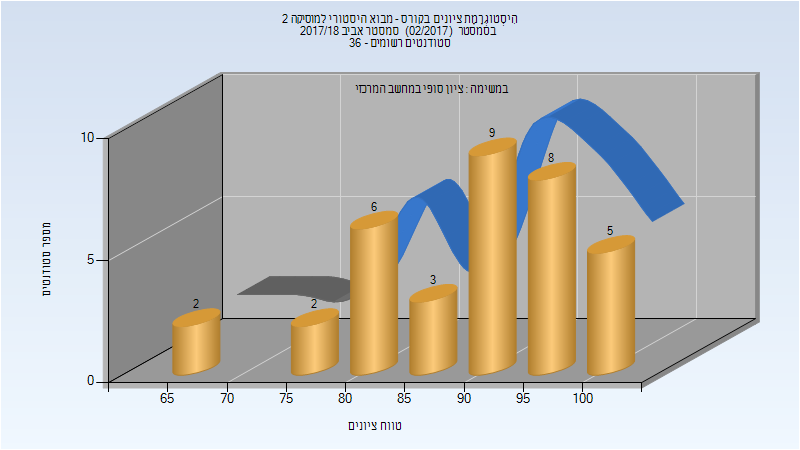 היסטוגרמת ציונים בקורס - מבוא היסטורי למוסיקה 2
בסמסטר (02/2017) סמסטר אביב 2017/18
סטודנטים רשומים - 36
במשימה : ציון סופי במחשב המרכזי
מספר סטודנטים
10
5
0
2
2
6
3
9
8
5
65 70 75 80 85 90 95 100
טווח ציונים